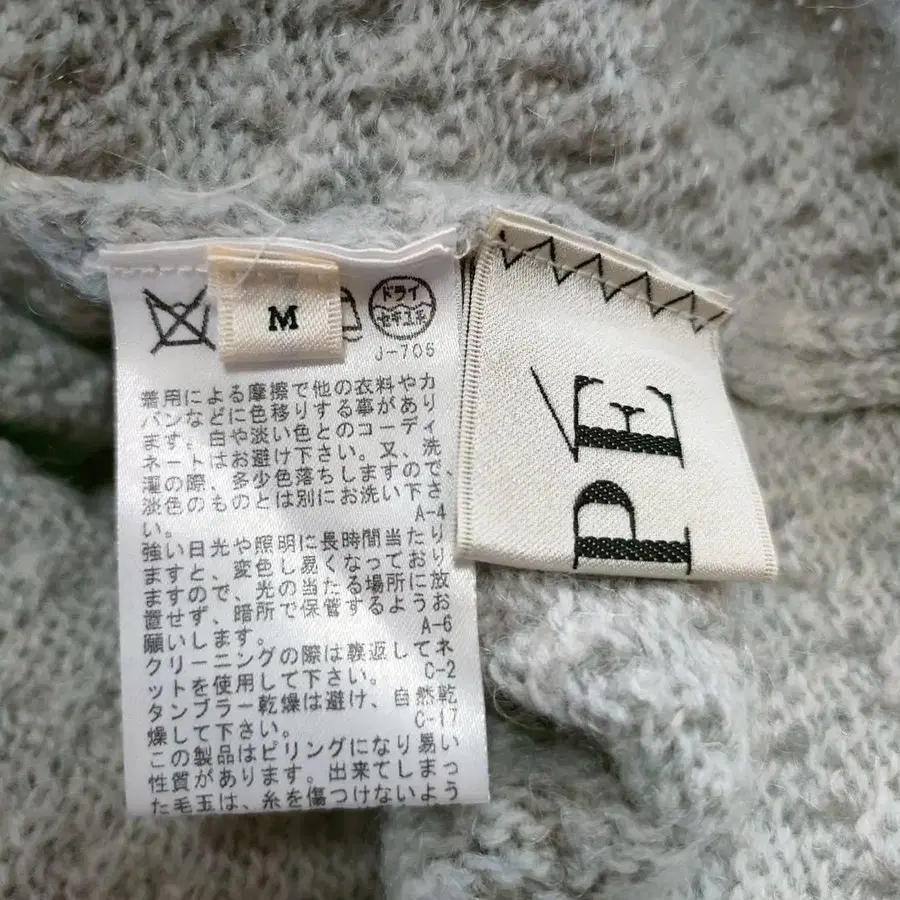 M
ドライ
セキユ系
J-706
着用による摩擦で他の衣料やカ
バンなどに色移りする事があり
ます。白や淡い色とのコーディ
ネートはお避け下さい。又、洗
濯の際、多少色落ちしますので、
淡色のものとは別にお洗い下さ
い。
A-4
強い日光や照明に長時間当たり
ますと、変色し易くなっており
ますので、光の当たる場所に放
置せず、暗所で保管するようお
願いします。
A-6
クリーニングの際は裏返してネ
ットを使用して下さい。
C-2
タンブラー乾燥は避け、自然乾
燥して下さい。
C-17
この製品はピリングになり易い
性質があります。出来てしまっ
た毛玉は、糸を傷つけないよう
PÉ